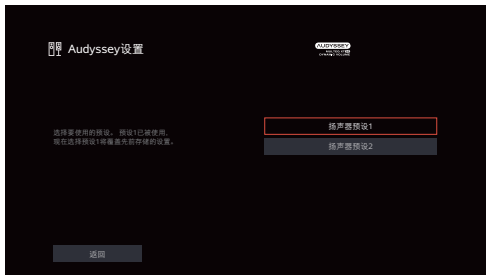 Audyssey设置
AUDYSSEY
选择要使用的预设。 预设1已被使用,
现在选择预设1将覆盖先前存储的设置。
扬声器预设1
扬声器预设2
返回